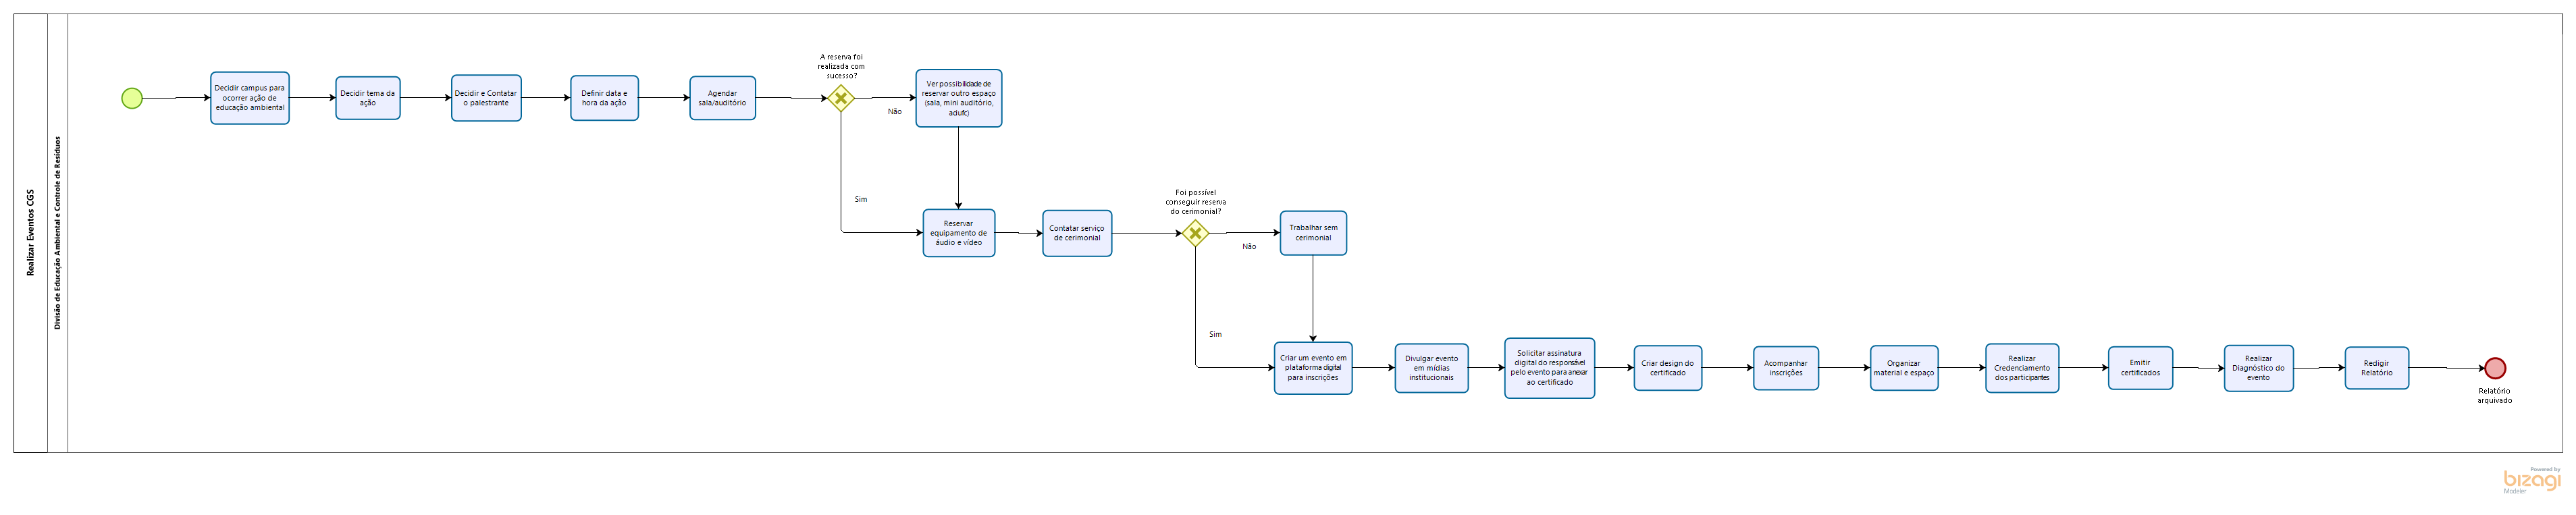 Realizar Eventos CGS
Divisão de Educação Ambiental e Controle de Resíduos
Decidir campus para
ocorrer ação de
educação ambiental
Decidir tema da
ação
Decidir e Contatar
o palestrante
Definir data e
hora da ação
Agendar
sala/auditório
A reserva foi
realizada com
sucesso?
Não
Sim
Ver possibilidade de
reservar outro espaço
(sala, mini auditório,
adufc)
Reservar
equipamento de
áudio e vídeo
Contatar serviço
de cerimonial
Foi possível
conseguir reserva
do cerimonial?
Não
Sim
Trabalhar sem
cerimonial
Criar um evento em
plataforma digital
para inscrições
Divulgar evento
em mídias
institucionais
Solicitar assinatura
digital do responsável
pelo evento para anexar
ao certificado
Criar design do
certificado
Acompanhar
inscrições
Organizar
material e espaço
Realizar
Credenciamento
dos participantes
Emitir
certificados
Realizar
Diagnóstico do
evento
Redigir
Relatório
Relatório
arquivado
Powered by
bizagi
Modeler